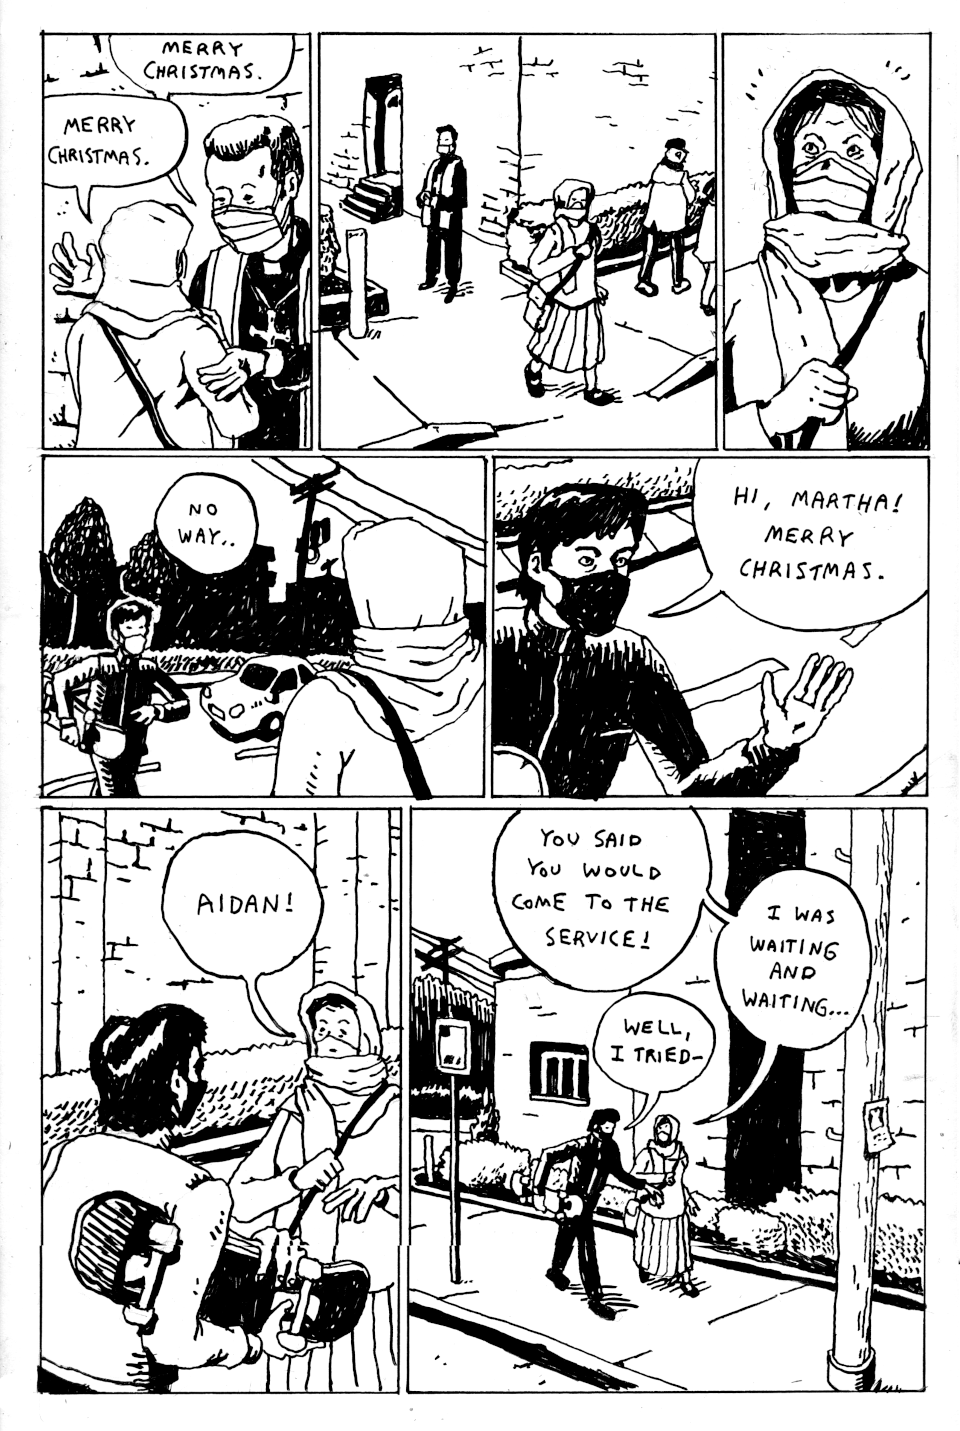 MERRY
CHRISTMAS.
MERRY
CHRISTMAS.
NO
WAY..
HI, MARTHA!
MERRY
CHRISTMAS.
AIDAN!
YOU SAID
YOU WOULD
COME TO THE
SERVICE!
WELL,
I TRIED-
I WAS
WAITING
AND
WAITING...